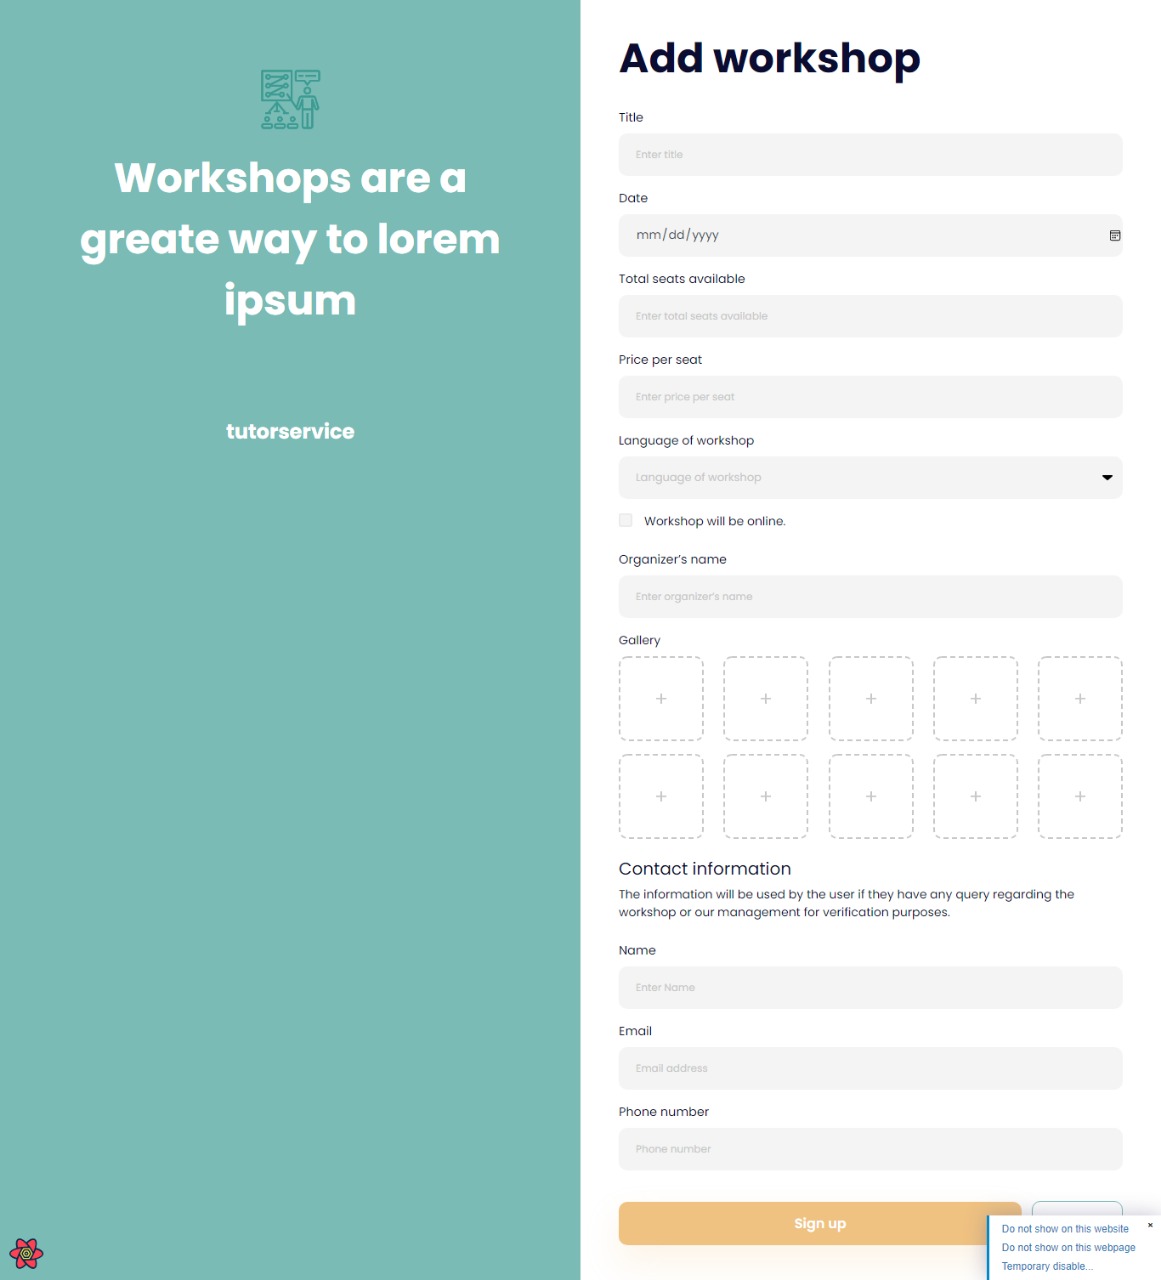 Workshops are a
greate way to lorem
ipsum
tutorservice
Add workshop
Title
Enter title
Date
mm/dd/yyyy
Total seats available
Enter total seats available
Price per seat
Enter price per seat
Language of workshop
Language of workshop
Workshop will be online.
Organizer's name
Enter organizer's name
Gallery
+ + + + +
+ + + + +
Contact information
The information will be used by the user if they have any query regarding the
workshop or our management for verification purposes.
Name
Enter Name
Email
Email address
Phone number
Phone number
Sign up
Do not show on this website
Do not show on this webpage
Temporary disable...